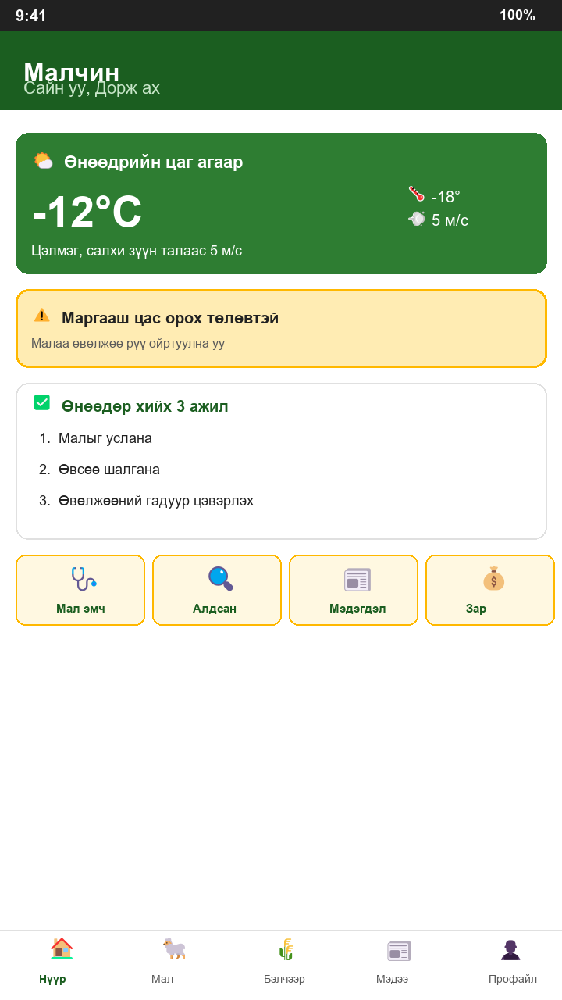 9:41 100%
Малчин
Сайн уу, Дорж ах
Өнөөдрийн цаг агаар
-12°C
-18°
5 м/с
Цэлмэг, салхи зүүн талаас 5 м/с
Маргааш цас орох төлөвтэй
Малаа өвөлжөө рүү ойртуулна уу
Өнөөдөр хийх 3 ажил
1. Малыг услана
2. Өвсөө шалгана
3. Өвөлжөөний гадуур цэвэрлэх
Мал эмч Алдсан Мэдэгдэл Зар
Нүүр Мал Бэлчээр Мэдээ Профайл